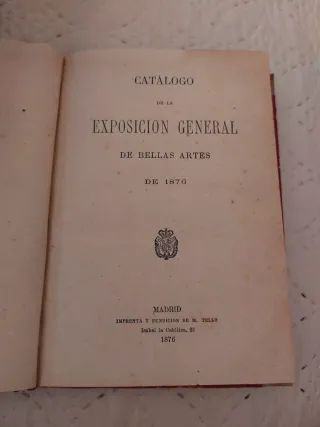 CATÁLOGO
DE LA
EXPOSICION GENERAL
DE BELLAS ARTES
DE 1876
MADRID
IMPRENTA Y FUNDICION DE M. TELLO
Isabel la Católica, 23
1876